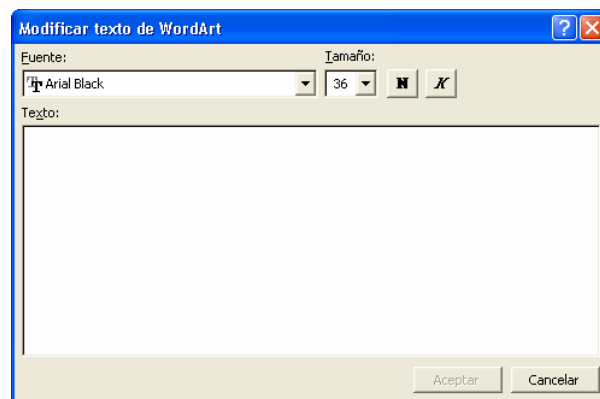 Modificar texto de WordArt
Fuente: Tamaño:
Arial Black 36 N K
Texto:
Aceptar Cancelar